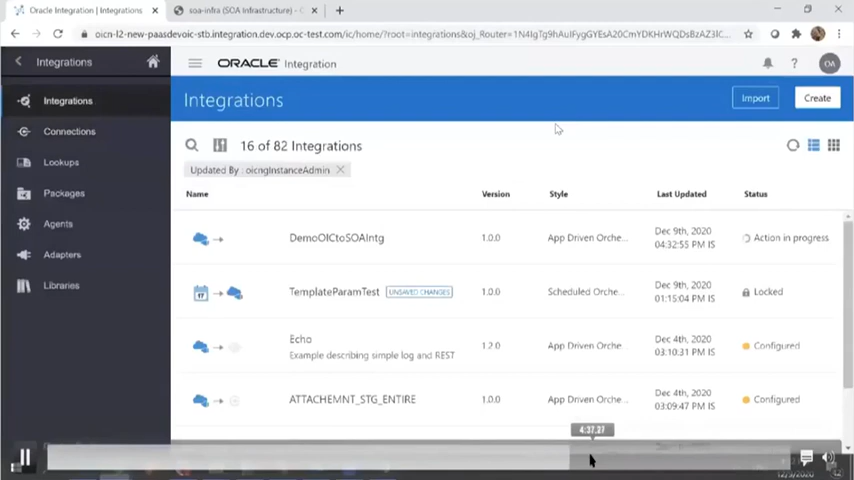 Oracle Integration | Integrations
soa-infra (SOA Infrastructure) - O
Integrations
ORACLE Integration
OA
Integrations
Connections
Lookups
Packages
Agents
Adapters
Libraries
Integrations
Import
Create
16 of 82 Integrations
Updated By : oicngInstanceAdmin
Name
Version
Style
Last Updated
Status
DemoOICtoSOAIntg
1.0.0
App Driven Orche...
Dec 9th, 2020
04:32:55 PM IS
Action in progress
17
TemplateParamTest
UNSAVED CHANGES
1.0.0
Scheduled Orche...
Dec 9th, 2020
01:15:04 PM IS
Locked
Echo
Example describing simple log and REST
1.2.0
App Driven Orche...
Dec 4th, 2020
03:10:31 PM IS
Configured
ATTACHEMNT_STG_ENTIRE
1.0.0
App Driven Orche...
Dec 4th, 2020
03:09:47 PM IS
Configured
4:37.27